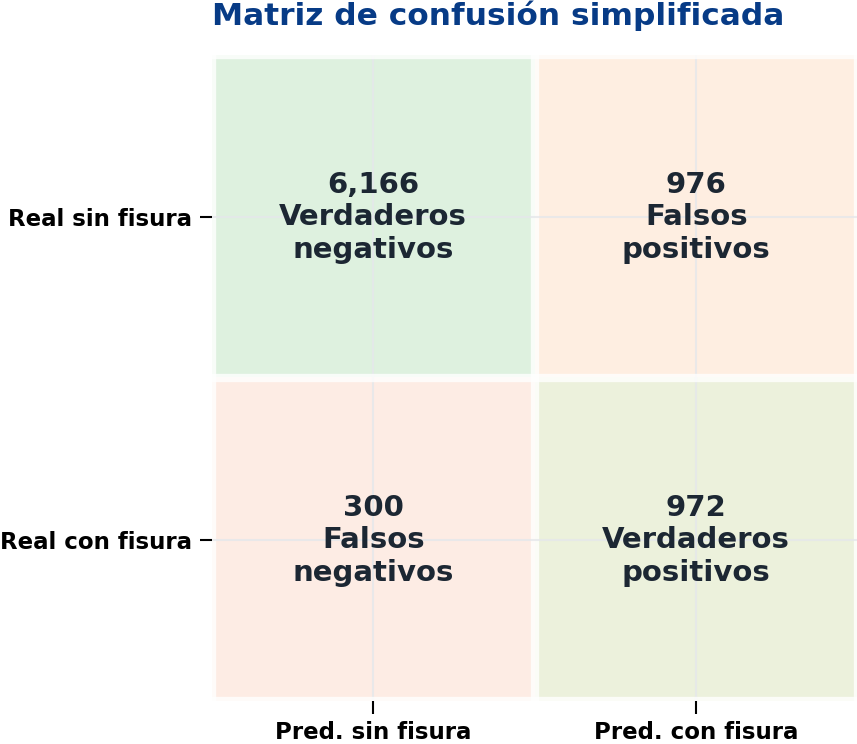 Matriz de confusión simplificada
Real sin fisura
6,166
Verdaderos
negativos
976
Falsos
positivos
Real con fisura
300
Falsos
negativos
972
Verdaderos
positivos
Pred. sin fisura
Pred. con fisura